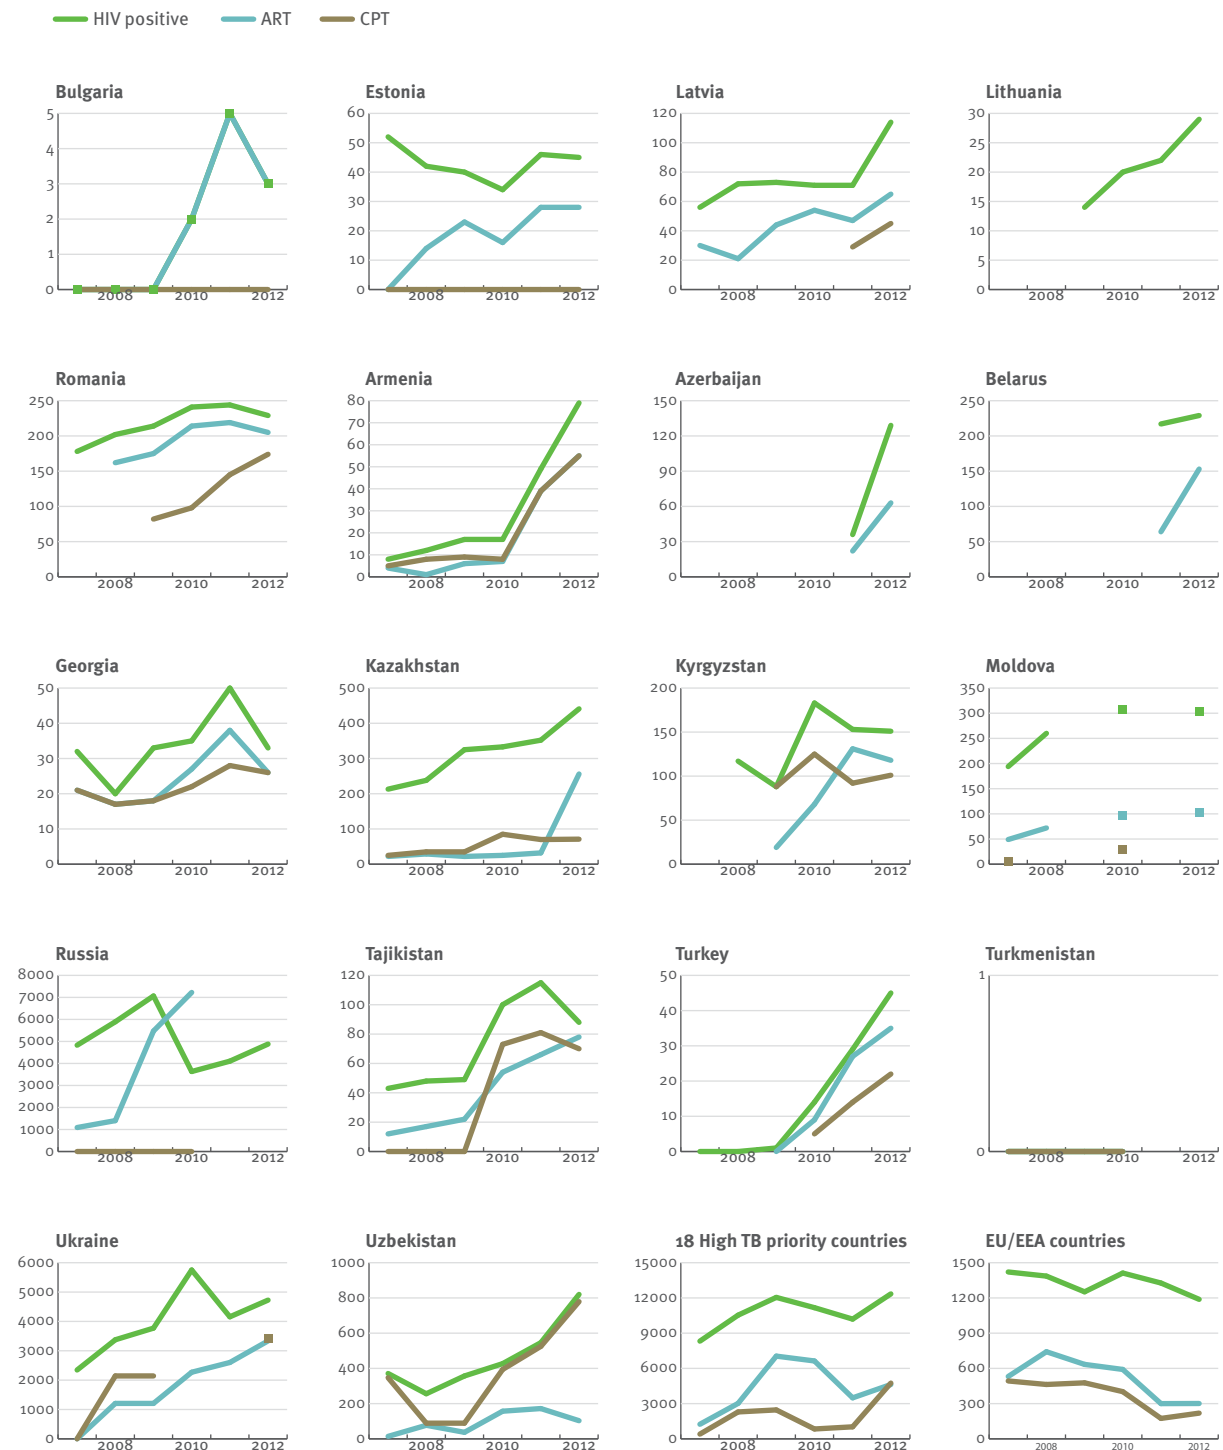 HIV positive ART CPT
Bulgaria Estonia Latvia Lithuania
5 60 120 30
4 50 100 25
3 40 80 20
2 30 60 15
1 20 40 10
10 20 5
0 0 0 0
2008 2010 2012 2008 2010 2012 2008 2010 2012 2008 2010 2012
Romania Armenia Azerbaijan Belarus
250 80 150 250
200 70 120 200
150 60 90 150
100 50 60 100
50 40 30 50
30
20
10
0 0 0 0
2008 2010 2012 2008 2010 2012 2008 2010 2012 2008 2010 2012
Georgia Kazakhstan Kyrgyzstan Moldova
50 500 200 350
40 400 150 300
30 300 100 250
20 200 50 200
10 100 150
100
50
0 0 0 0
2008 2010 2012 2008 2010 2012 2008 2010 2012 2008 2010 2012
Russia Tajikistan Turkey Turkmenistan
8000 120 50 1
7000 100 40
6000 80 30
5000 60 20
4000 40 10
3000 20
2000
1000
0 0 0 0
2008 2010 2012 2008 2010 2012 2008 2010 2012 2008 2010 2012
Ukraine Uzbekistan 18 High TB priority countries EU/EEA countries
6000 1000 15000 1500
5000 800 12000 1200
4000 600 9000 900
3000 400 6000 600
2000 200 3000 300
1000
0 0 0 0
2008 2010 2012 2008 2010 2012 2008 2010 2012 2008 2010 2012